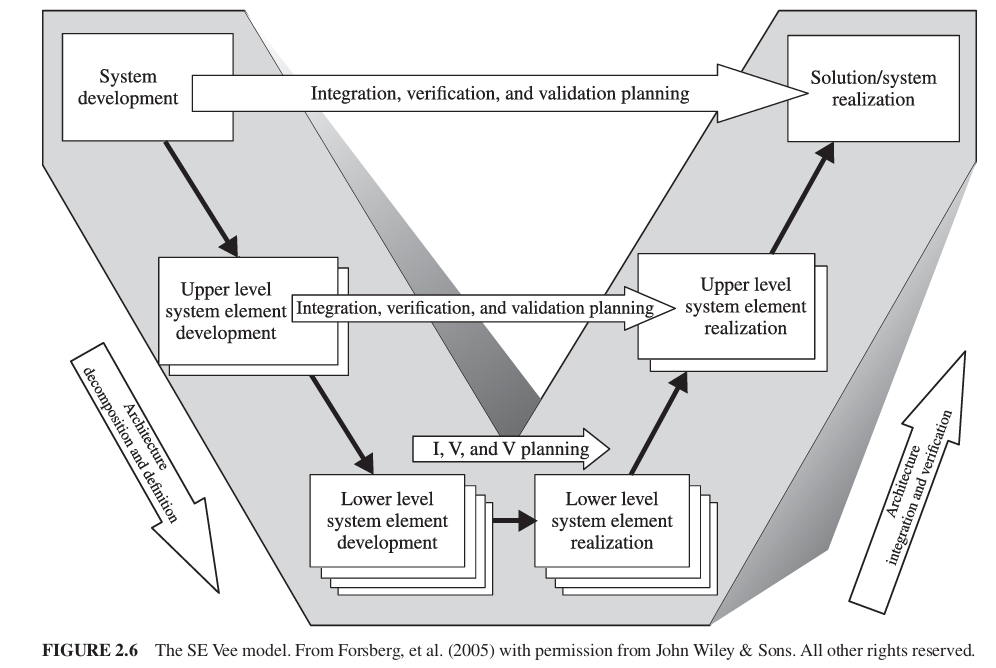 System
development
Integration, verification, and validation planning
Solution/system
realization
Upper level
system element
development
Integration, verification, and validation planning
Upper level
system element
realization
Architecture
decomposition and definition
I, V, and V planning
Lower level
system element
development
Lower level
system element
realization
Architecture
integration and verification
FIGURE 2.6 The SE Vee model. From Forsberg, et al. (2005) with permission from John Wiley & Sons. All other rights reserved.